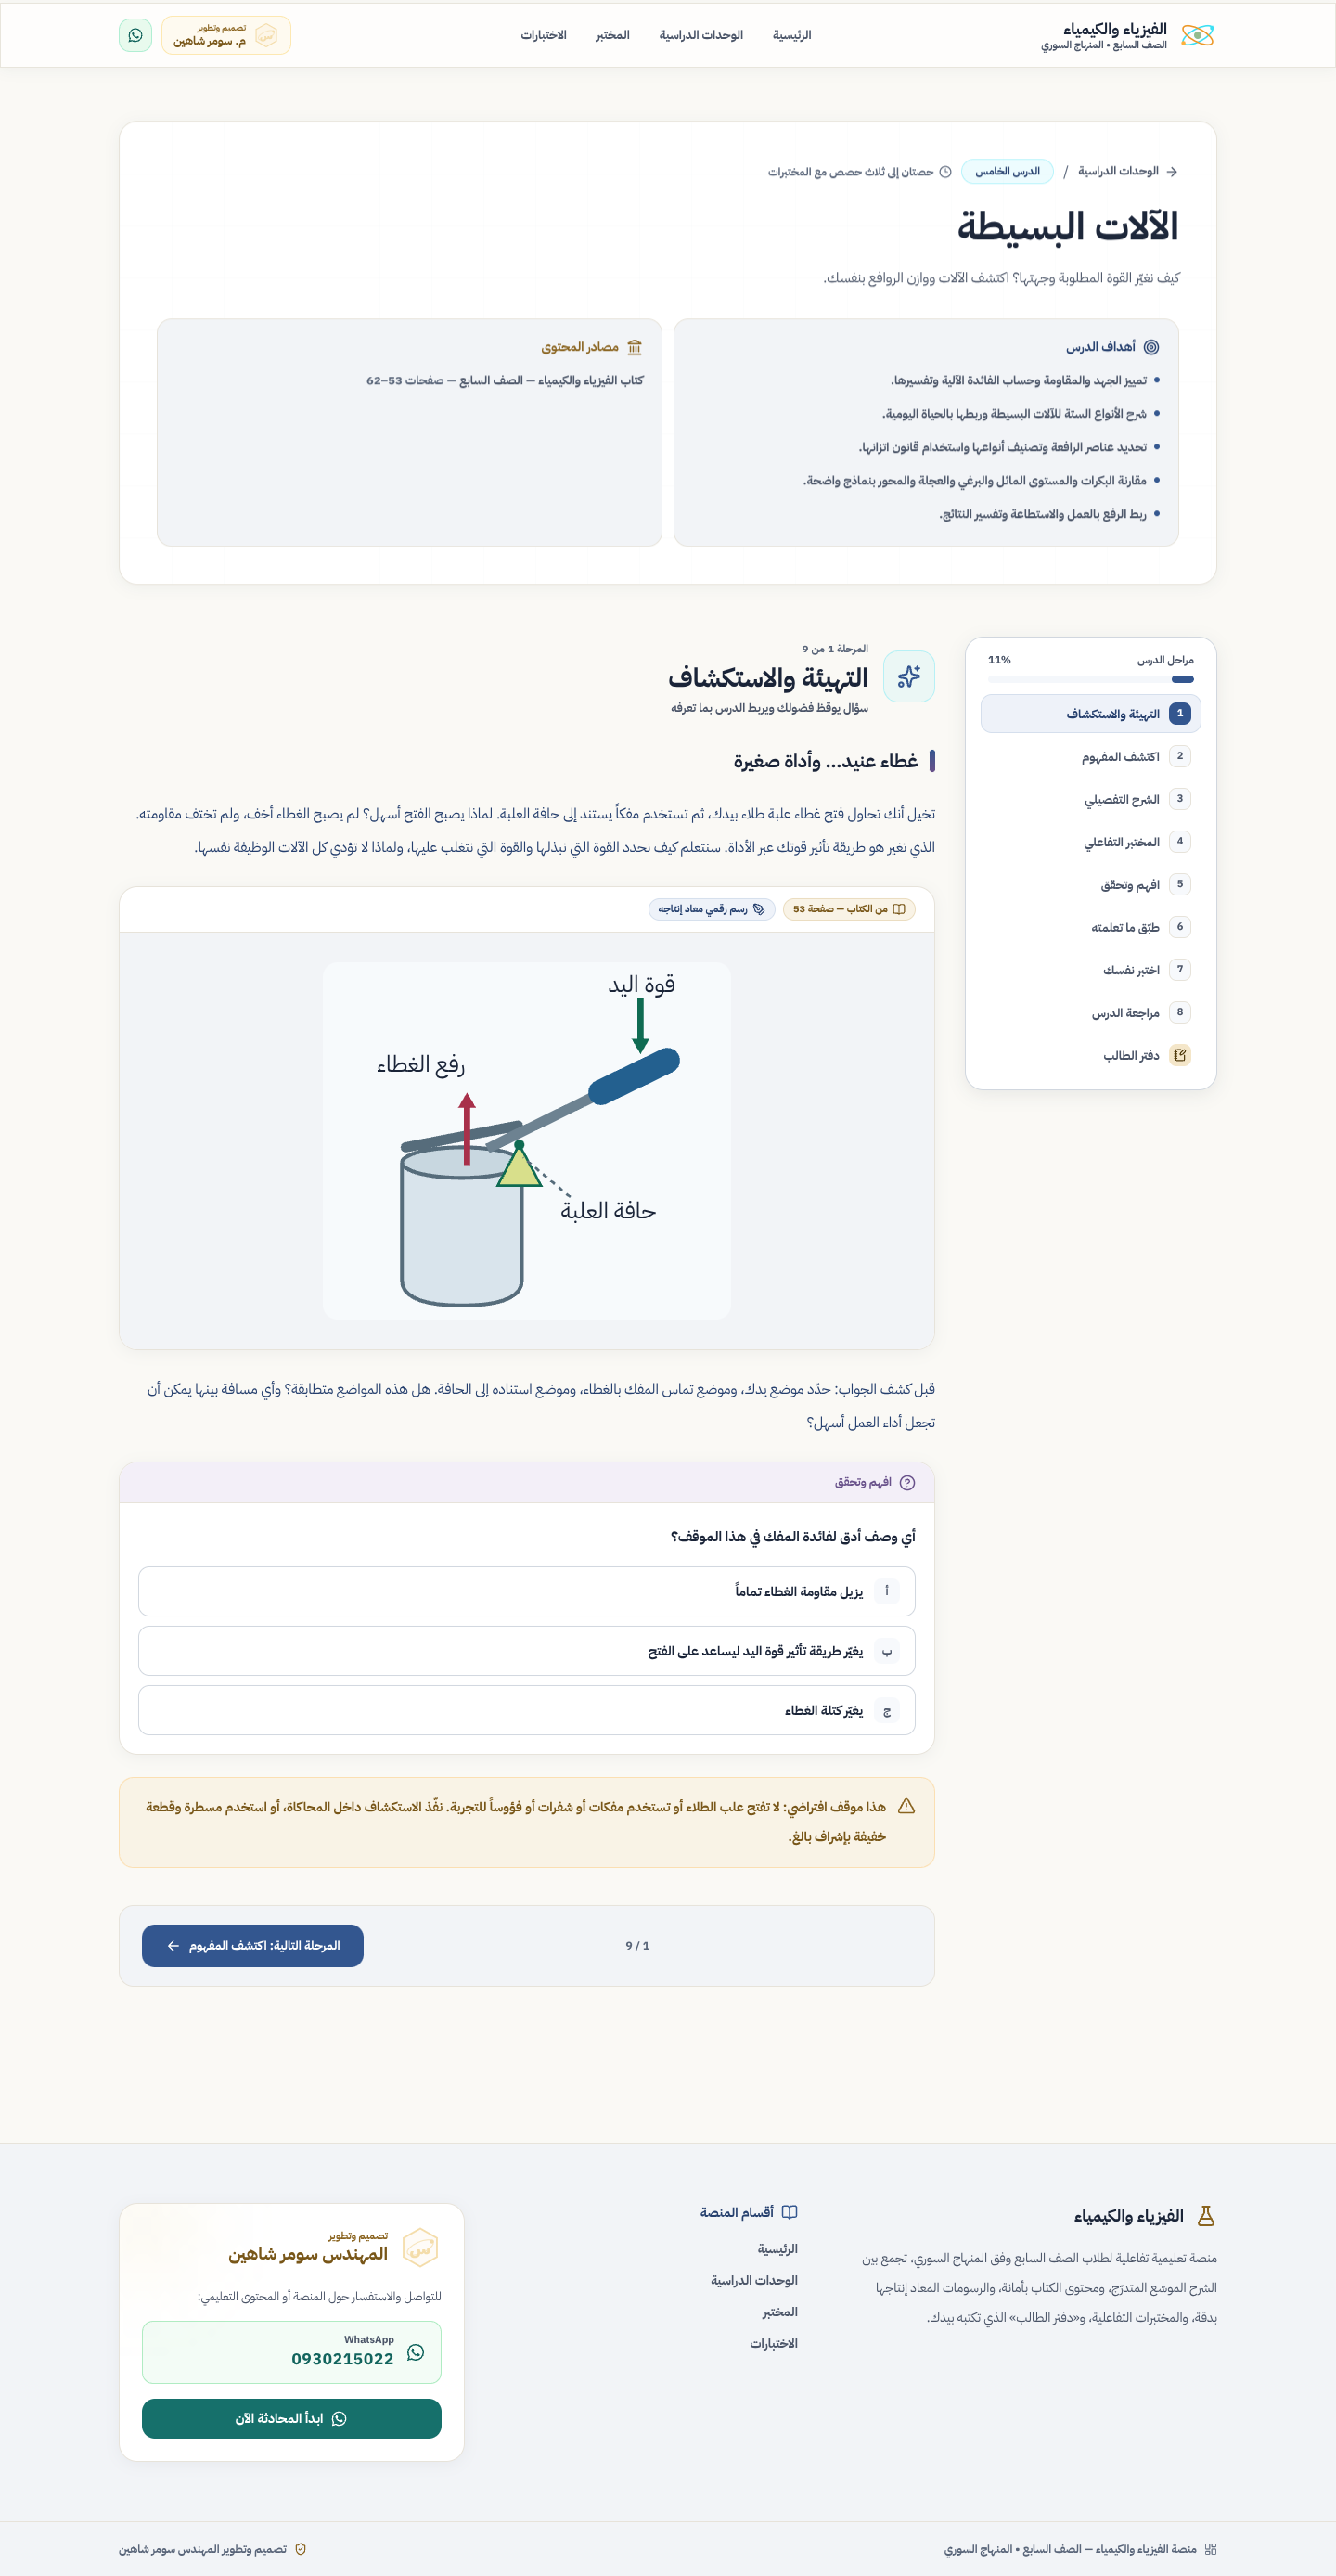 الفيزياء والكيمياء
الصف السابع • المنهاج السوري
الرئيسية
الوحدات الدراسية
المختبر
الاختبارات
تصميم وتطوير
م. سومر شاهين
الوحدات الدراسية
/
الدرس الخامس
حصتان إلى ثلاث حصص مع المختبرات
الآلات البسيطة
كيف نغيّر القوة المطلوبة وجهتها؟ اكتشف الآلات ووازن الروافع بنفسك.
أهداف الدرس
تمييز الجهد والمقاومة وحساب الفائدة الآلية وتفسيرها.
شرح الأنواع الستة للآلات البسيطة وربطها بالحياة اليومية.
تحديد عناصر الرافعة وتصنيف أنواعها واستخدام قانون اتزانها.
مقارنة البكرات والمستوى المائل والبرغي والعجلة والمحور بنماذج واضحة.
ربط الرفع بالعمل والاستطاعة وتفسير النتائج.
مصادر المحتوى
كتاب الفيزياء والكيمياء — الصف السابع — صفحات 53–62
مراحل الدرس
11%
1 التهيئة والاستكشاف
2 اكتشف المفهوم
3 الشرح التفصيلي
4 المختبر التفاعلي
5 افهم وتحقق
6 طبّق ما تعلمته
7 اختبر نفسك
8 مراجعة الدرس
دفتر الطالب
المرحلة 1 من 9
التهيئة والاستكشاف
سؤال يوقظ فضولك ويربط الدرس بما تعرفه
غطاء عنيد... وأداة صغيرة
تخيل أنك تحاول فتح غطاء علبة طلاء بيدك، ثم تستخدم مفكاً يستند إلى حافة العلبة. لماذا يصبح الفتح أسهل؟ لم يصبح الغطاء أخف، ولم تختف مقاومته.
الذي تغير هو طريقة تأثير قوتك عبر الأداة. سنتعلم كيف نحدد القوة التي نبذلها والقوة التي نتغلب عليها، ولماذا لا تؤدي كل الآلات الوظيفة نفسها.
من الكتاب — صفحة 53
رسم رقمي معاد إنتاجه
قوة اليد
رفع الغطاء
حافة العلبة
قبل كشف الجواب: حدّد موضع يدك، وموضع تماس المفك بالغطاء، وموضع استناده إلى الحافة. هل هذه المواضع متطابقة؟ وأي مسافة بينها يمكن أن
تجعل أداء العمل أسهل؟
افهم وتحقق
أي وصف أدق لفائدة المفك في هذا الموقف؟
أ يزيل مقاومة الغطاء تماماً
ب يغيّر طريقة تأثير قوة اليد ليساعد على الفتح
ج يغيّر كتلة الغطاء
هذا موقف افتراضي: لا تفتح علب الطلاء أو تستخدم مفكات أو شفرات أو فؤوساً للتجربة. نفّذ الاستكشاف داخل المحاكاة، أو استخدم مسطرة وقطعة
خفيفة بإشراف بالغ.
1 / 9
المرحلة التالية: اكتشف المفهوم
الفيزياء والكيمياء
منصة تعليمية تفاعلية لطلاب الصف السابع وفق المنهاج السوري، تجمع بين
الشرح الموسّع المتدرّج، ومحتوى الكتاب بأمانة، والرسومات المعاد إنتاجها
بدقة، والمختبرات التفاعلية، و«دفتر الطالب» الذي تكتبه بيدك.
أقسام المنصة
الرئيسية
الوحدات الدراسية
المختبر
الاختبارات
س
تصميم وتطوير
المهندس سومر شاهين
للتواصل والاستفسار حول المنصة أو المحتوى التعليمي:
WhatsApp
0930215022
ابدأ المحادثة الآن
منصة الفيزياء والكيمياء — الصف السابع • المنهاج السوري
تصميم وتطوير المهندس سومر شاهين